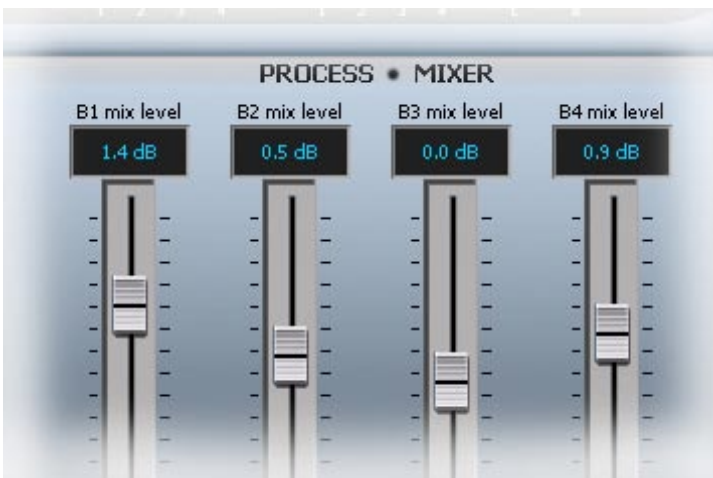 PROCESS • MIXER
B1 mix level B2 mix level B3 mix level B4 mix level
1.4 dB 0.5 dB 0.0 dB 0.9 dB